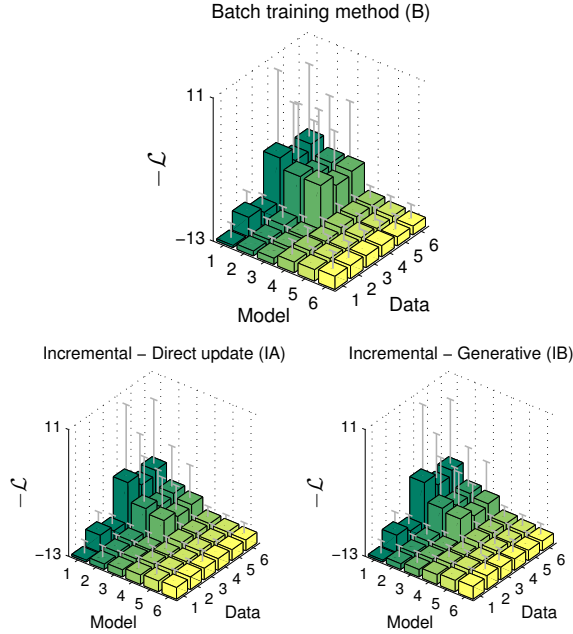 Batch training method (B)
11
−ℒ
−13
1 2 3 4 5 6
Model
1 2 3 4 5 6
Data
Incremental − Direct update (IA)
11
−ℒ
−13
1 2 3 4 5 6
Model
1 2 3 4 5 6
Data
Incremental − Generative (IB)
11
−ℒ
−13
1 2 3 4 5 6
Model
1 2 3 4 5 6
Data